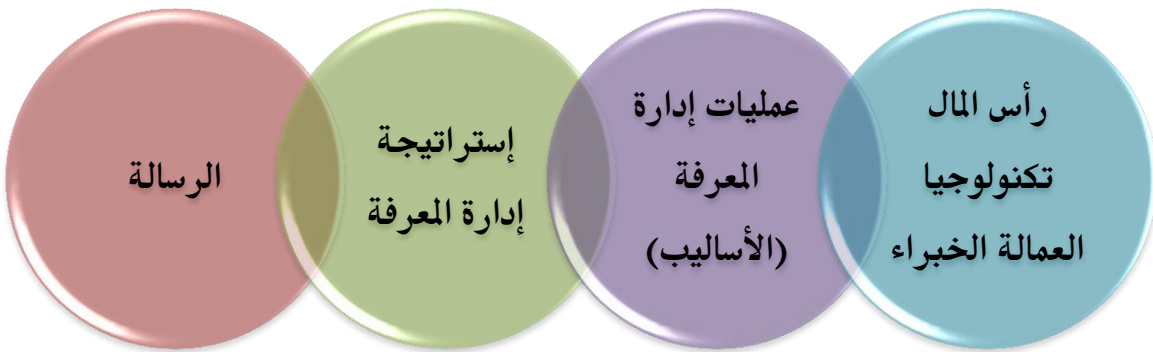 رأس المال
تكنولوجيا
العمالة الخبراء
عمليات إدارة
المعرفة
(الأساليب)
إستراتيجة
إدارة المعرفة
الرسالة